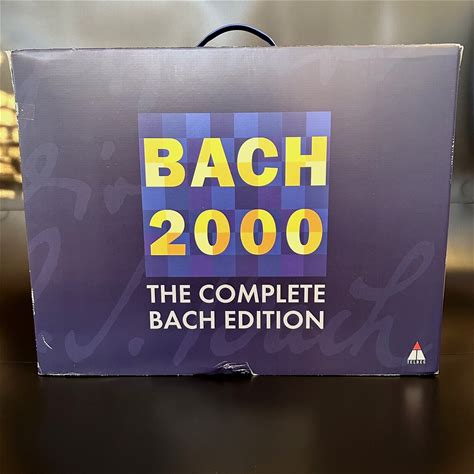 BACH
2000
THE COMPLETE
BACH EDITION
TELDEC